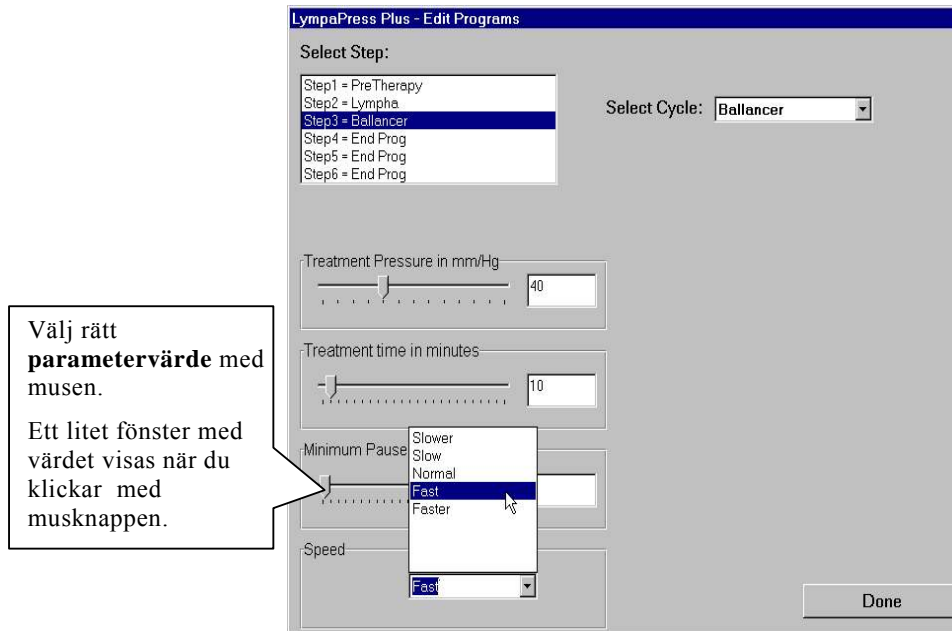 LympaPress Plus - Edit Programs
Select Step:
Step1 = PreTherapy
Step2 = Lympha
Step3 = Ballancer
Step4 = End Prog
Step5 = End Prog
Step6 = End Prog
Select Cycle:
Ballancer
Treatment Pressure in mm/Hg
40
Treatment time in minutes
10
Minimum Pause
Slower
Slow
Normal
Fast
Faster
Speed
Fast
Done
Välj rätt
parametervärde med
musen.
Ett litet fönster med
värdet visas när du
klickar med
musknappen.